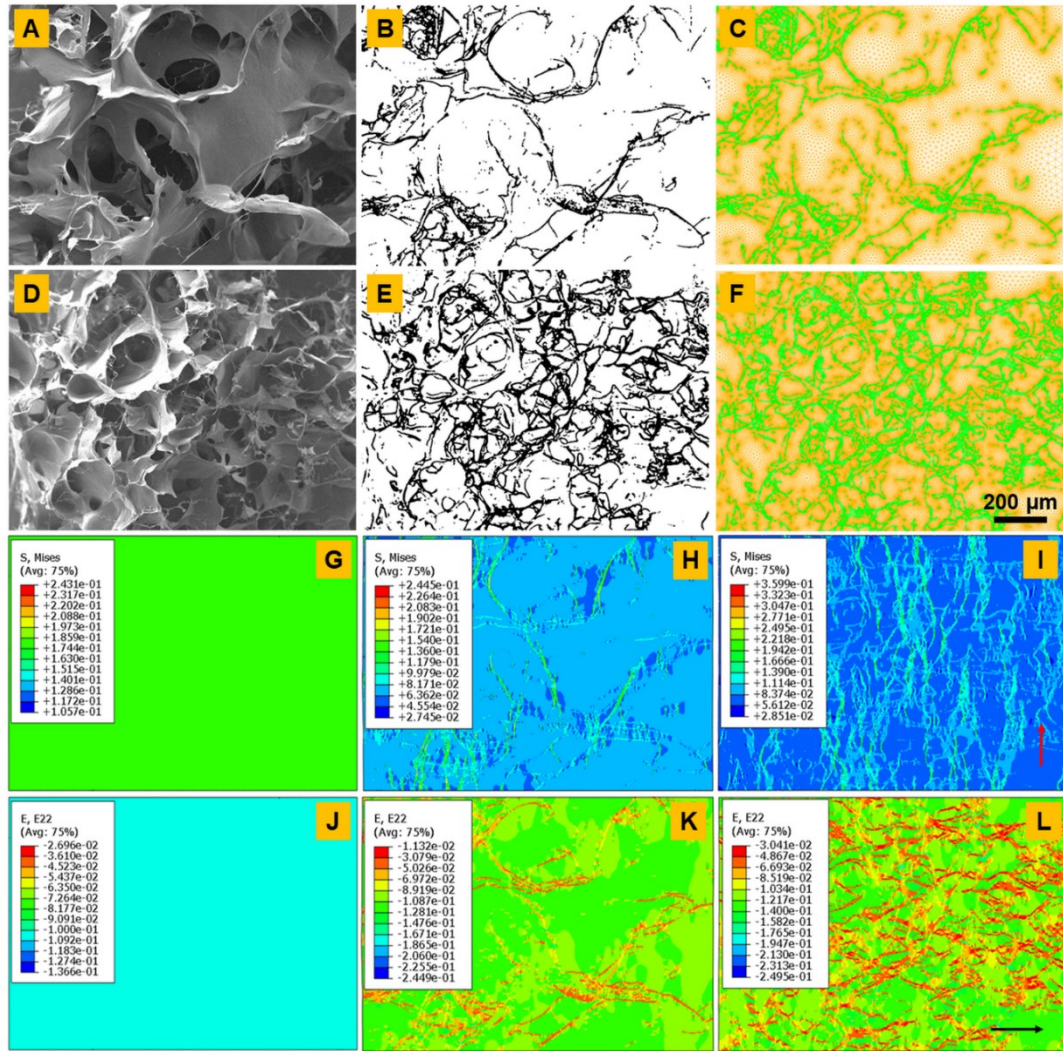 A
B
C
D
E
F
200 µm
G
S, Mises
(Avg: 75%)
+2.431e-01
+2.317e-01
+2.202e-01
+2.088e-01
+1.973e-01
+1.859e-01
+1.744e-01
+1.630e-01
+1.515e-01
+1.401e-01
+1.286e-01
+1.172e-01
+1.057e-01
H
S, Mises
(Avg: 75%)
+2.445e-01
+2.264e-01
+2.083e-01
+1.902e-01
+1.721e-01
+1.540e-01
+1.360e-01
+1.179e-01
+9.979e-02
+8.171e-02
+6.362e-02
+4.554e-02
+2.745e-02
I
S, Mises
(Avg: 75%)
+3.599e-01
+3.323e-01
+3.047e-01
+2.771e-01
+2.495e-01
+2.218e-01
+1.942e-01
+1.666e-01
+1.390e-01
+1.114e-01
+8.374e-02
+5.612e-02
+2.851e-02
J
E, E22
(Avg: 75%)
-2.696e-02
-3.610e-02
-4.523e-02
-5.437e-02
-6.350e-02
-7.264e-02
-8.177e-02
-9.091e-02
-1.000e-01
-1.092e-01
-1.183e-01
-1.274e-01
-1.366e-01
K
E, E22
(Avg: 75%)
-1.132e-02
-3.079e-02
-5.026e-02
-6.972e-02
-8.919e-02
-1.087e-01
-1.281e-01
-1.476e-01
-1.671e-01
-1.865e-01
-2.060e-01
-2.255e-01
-2.449e-01
L
E, E22
(Avg: 75%)
-3.041e-02
-4.867e-02
-6.693e-02
-8.519e-02
-1.034e-01
-1.217e-01
-1.400e-01
-1.582e-01
-1.765e-01
-1.947e-01
-2.130e-01
-2.313e-01
-2.495e-01